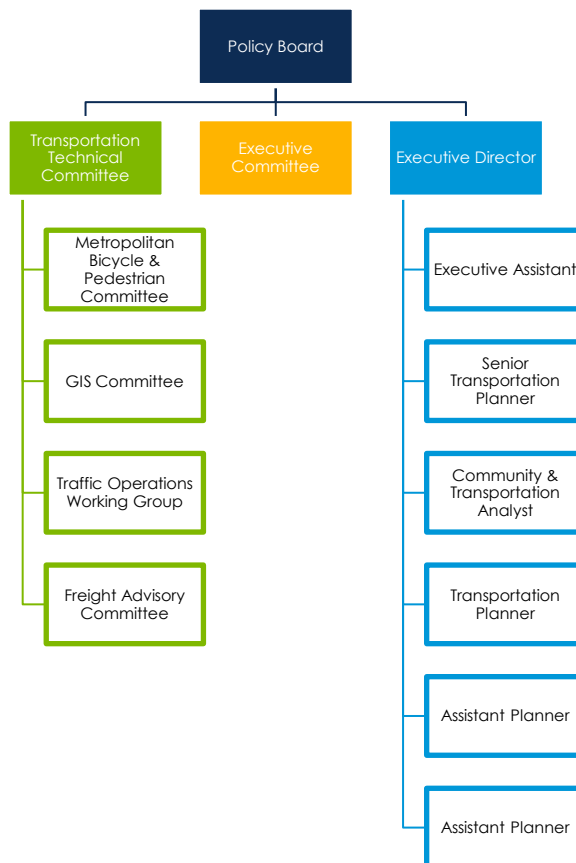 Policy Board
Transportation
Technical
Committee
Executive
Committee
Executive Director
Metropolitan
Bicycle &
Pedestrian
Committee
GIS Committee
Traffic Operations
Working Group
Freight Advisory
Committee
Executive Assistant
Senior
Transportation
Planner
Community &
Transportation
Analyst
Transportation
Planner
Assistant Planner
Assistant Planner